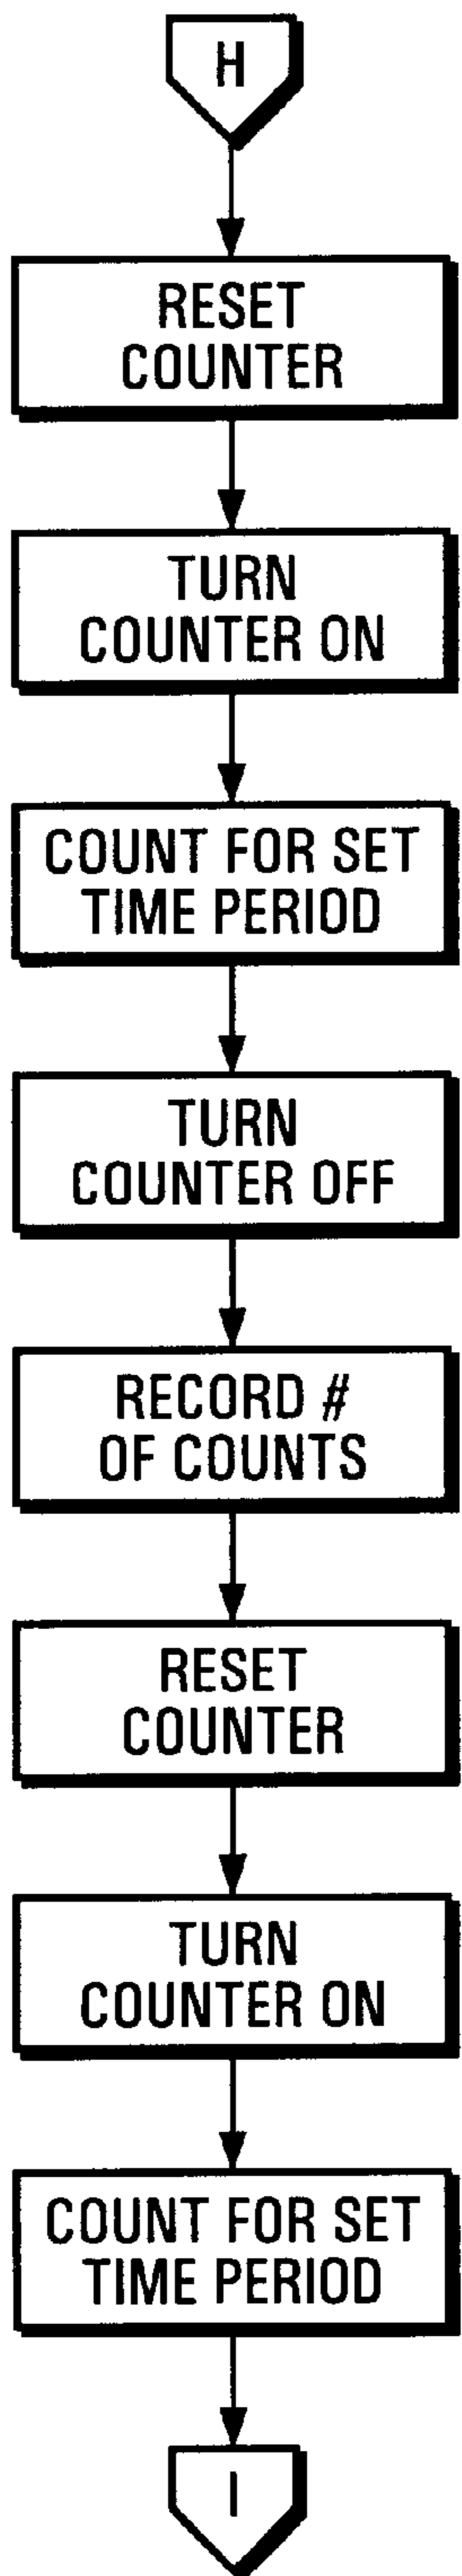 H
RESET
COUNTER
TURN
COUNTER ON
COUNT FOR SET
TIME PERIOD
TURN
COUNTER OFF
RECORD #
OF COUNTS
RESET
COUNTER
TURN
COUNTER ON
COUNT FOR SET
TIME PERIOD
I